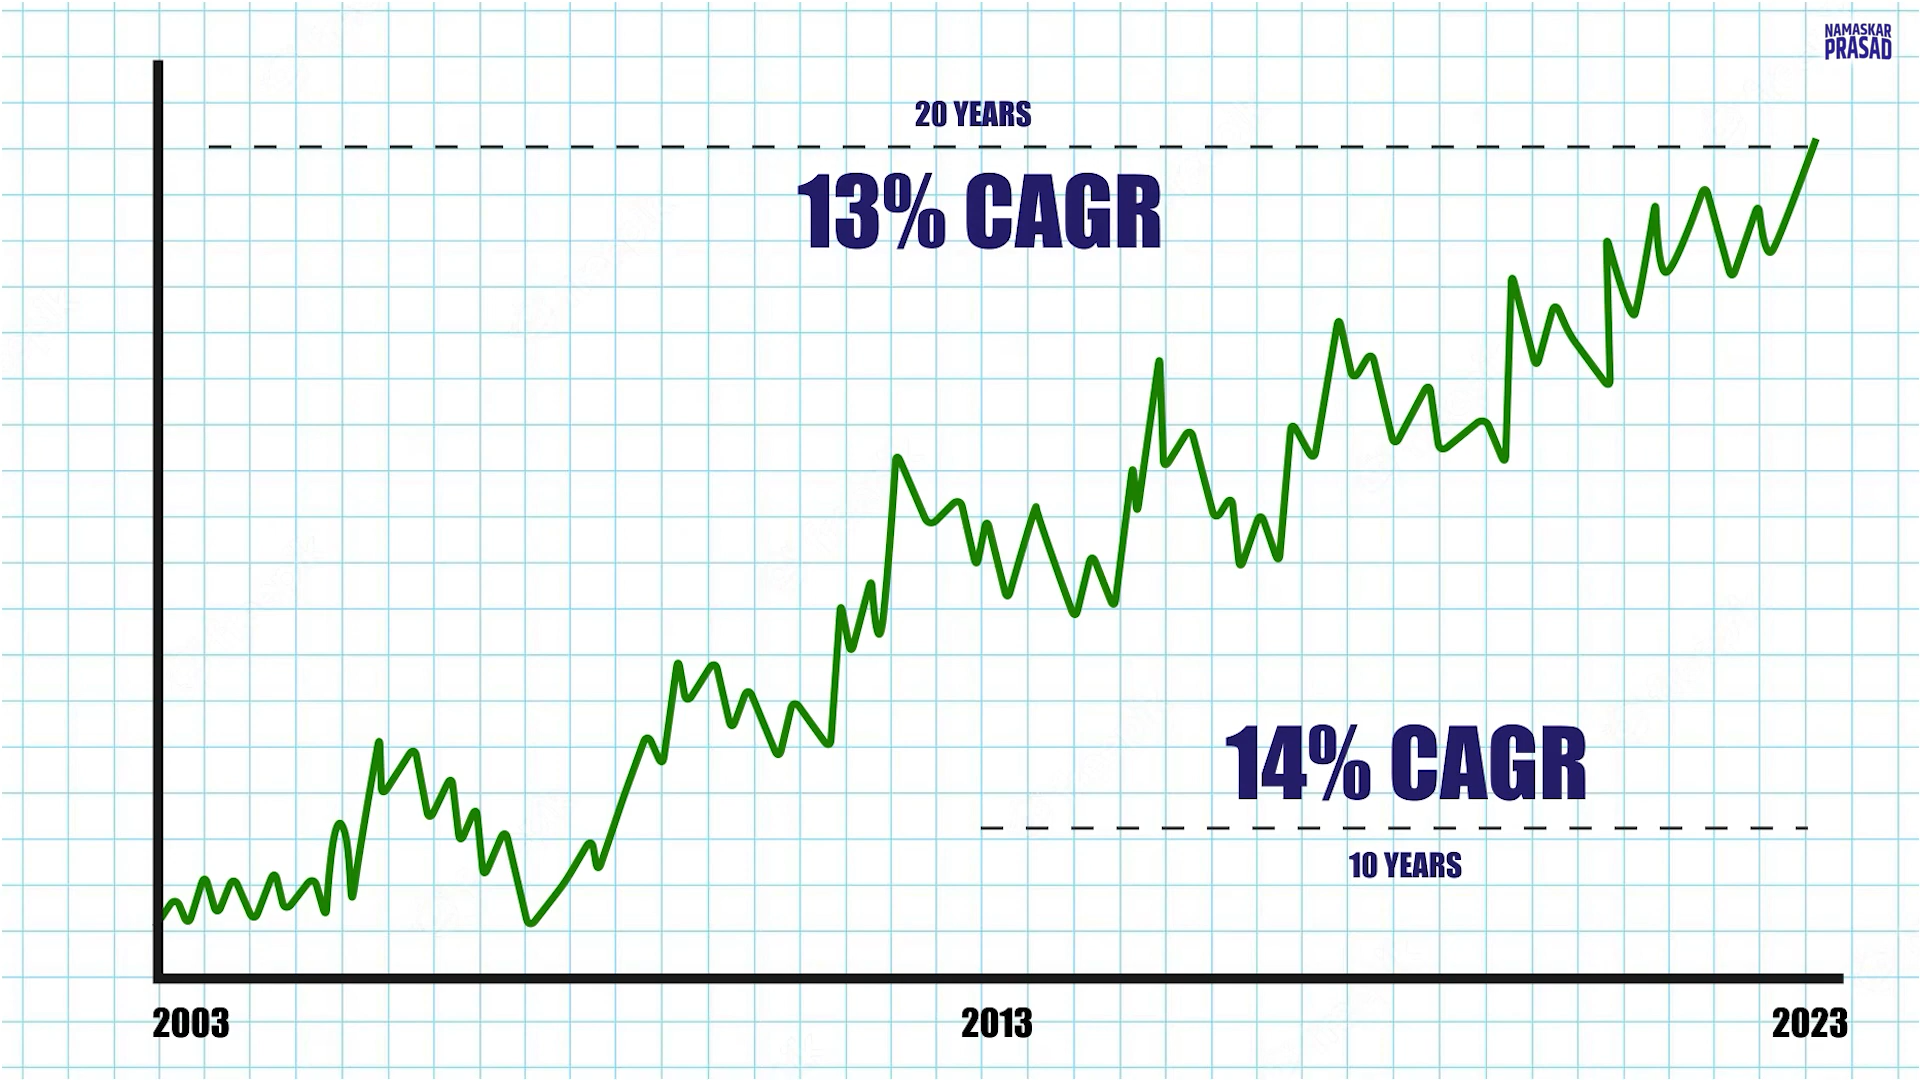 NAMASKAR
PRASAD
20 YEARS
13% CAGR
14% CAGR
10 YEARS
2003
2013
2023